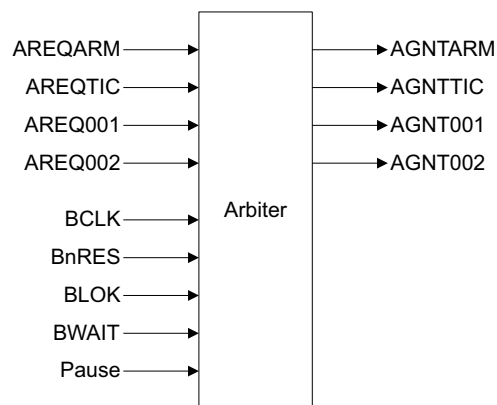 AREQARM
AREQTIC
AREQ001
AREQ002
BCLK
BnRES
BLOK
BWAIT
Pause
Arbiter
AGNTARM
AGNTTIC
AGNT001
AGNT002